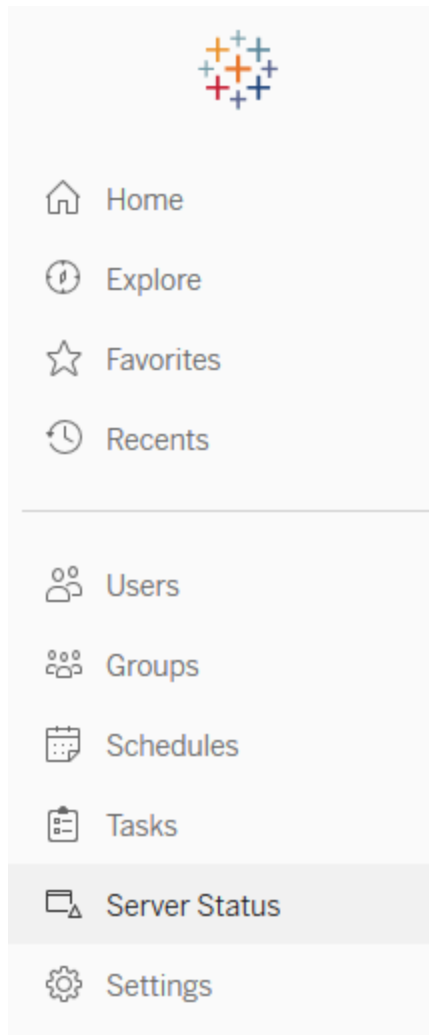 Home
Explore
Favorites
Recents
Users
Groups
Schedules
Tasks
Server Status
Settings